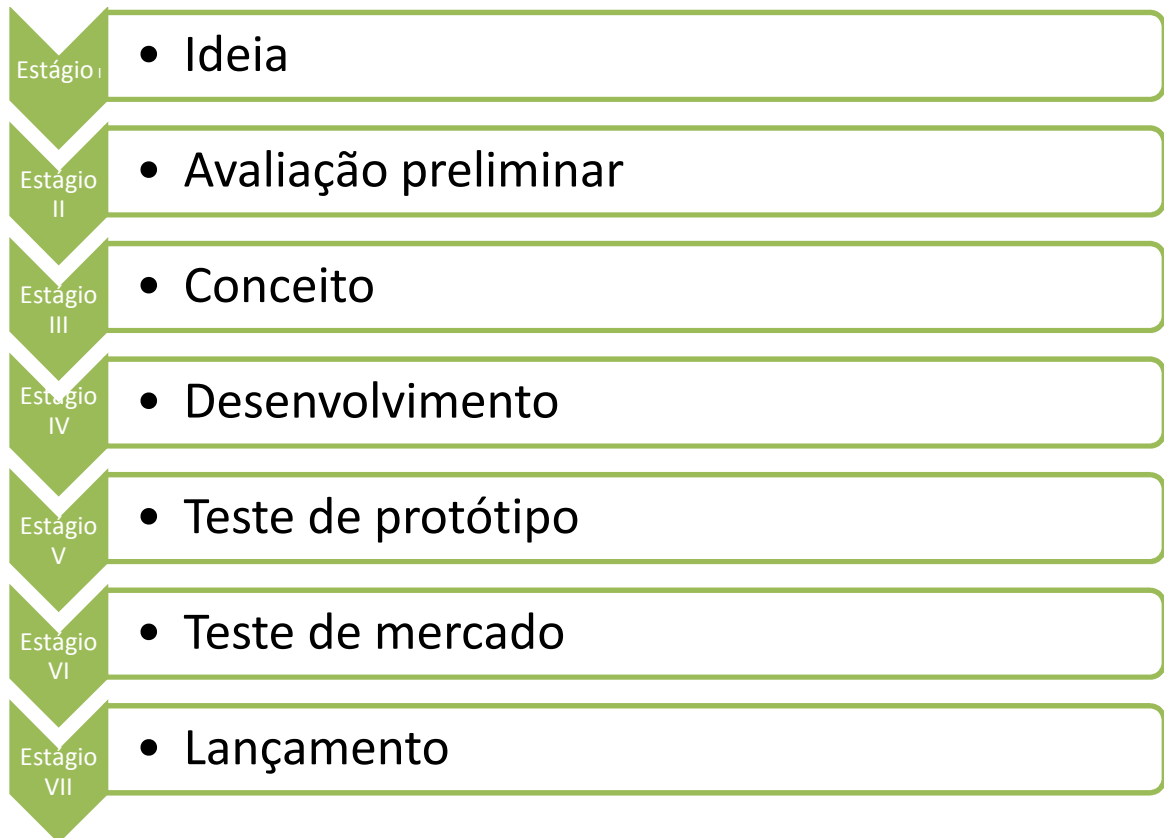 Estágio I
• Ideia
Estágio
II
• Avaliação preliminar
Estágio
III
• Conceito
Estágio
IV
• Desenvolvimento
Estágio
V
• Teste de protótipo
Estágio
VI
• Teste de mercado
Estágio
VII
• Lançamento